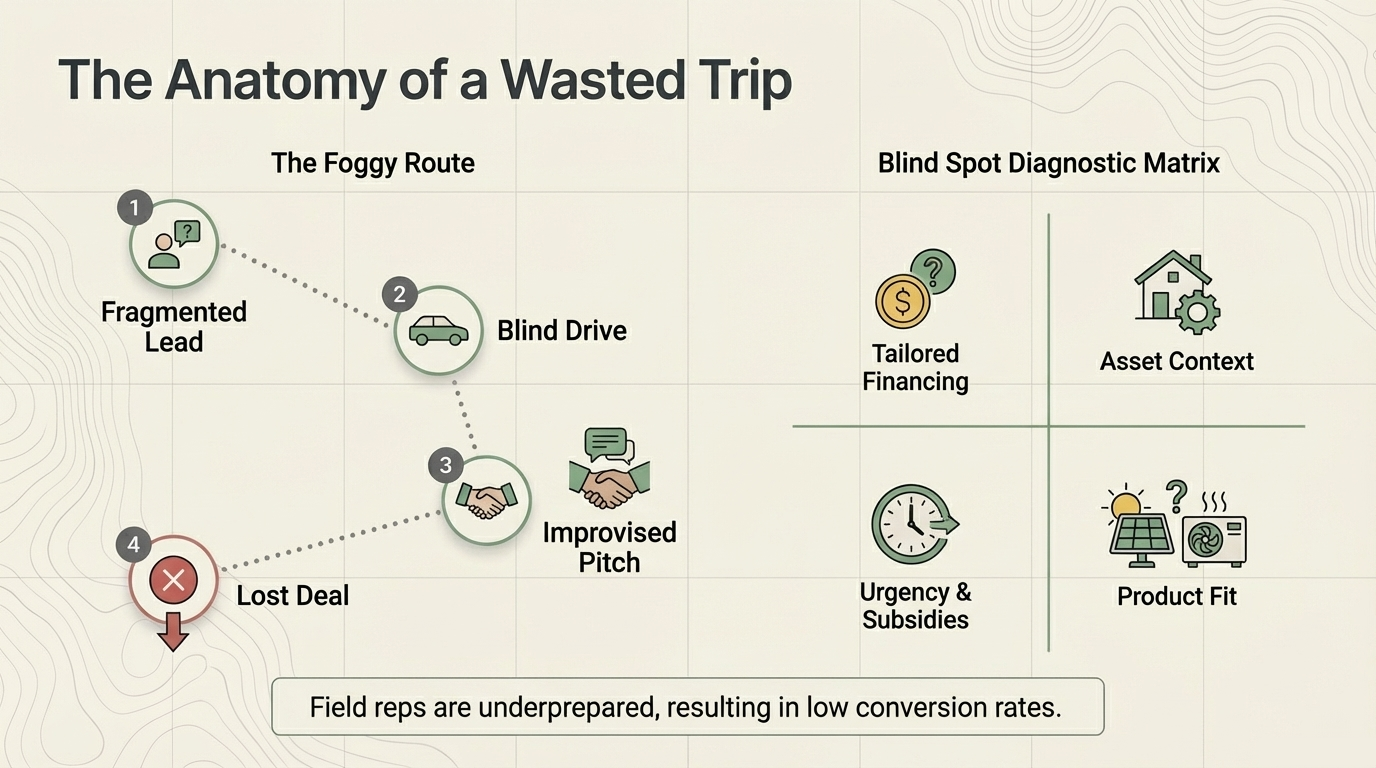 The Anatomy of a Wasted Trip
The Foggy Route
1
?
Fragmented
Lead
2
Blind Drive
3
Improvised
Pitch
4
Lost Deal
Blind Spot Diagnostic Matrix
$
?
Tailored
Financing
Asset Context
Urgency &
Subsidies
?
Product Fit
Field reps are underprepared, resulting in low conversion rates.